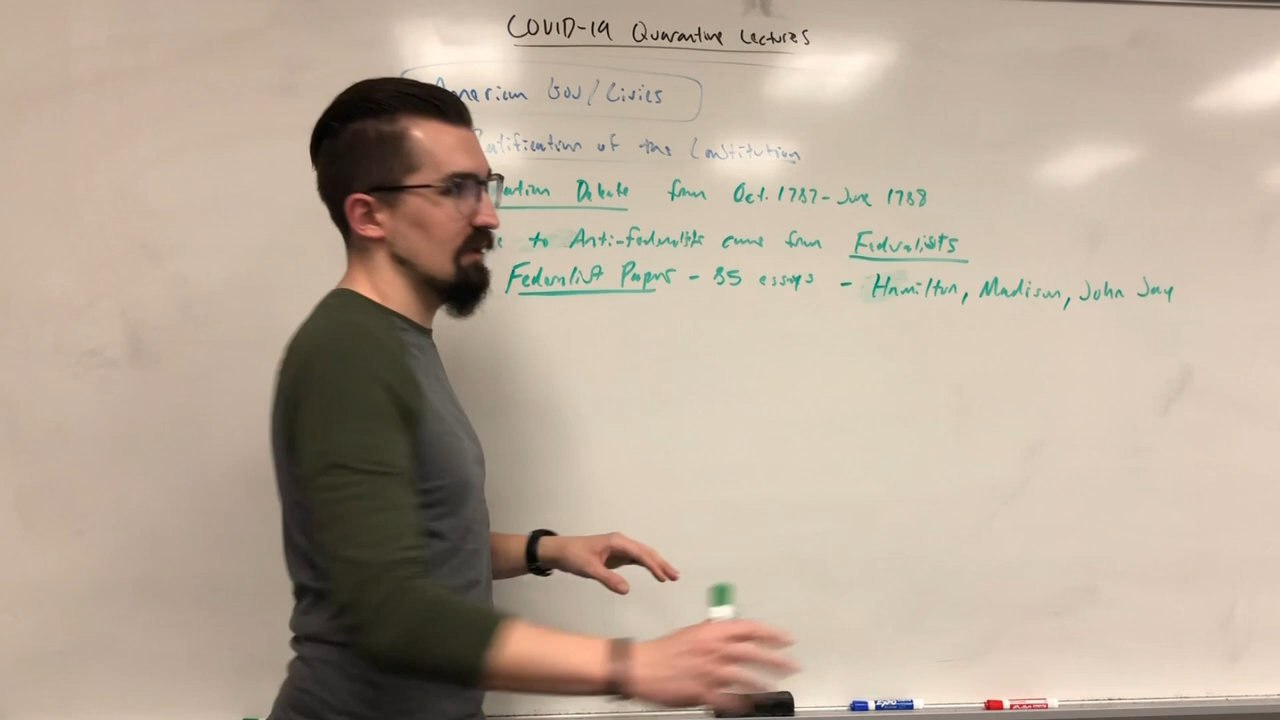 COVID-19 Quarantine Lectures
American Gov/Civics
Ratification of the Constitution
Debate from Oct. 1787-June 1788
to Anti-federalists came from Federalists
Federalist Papers - 85 essays - Hamilton, Madison, John Jay
EXPO